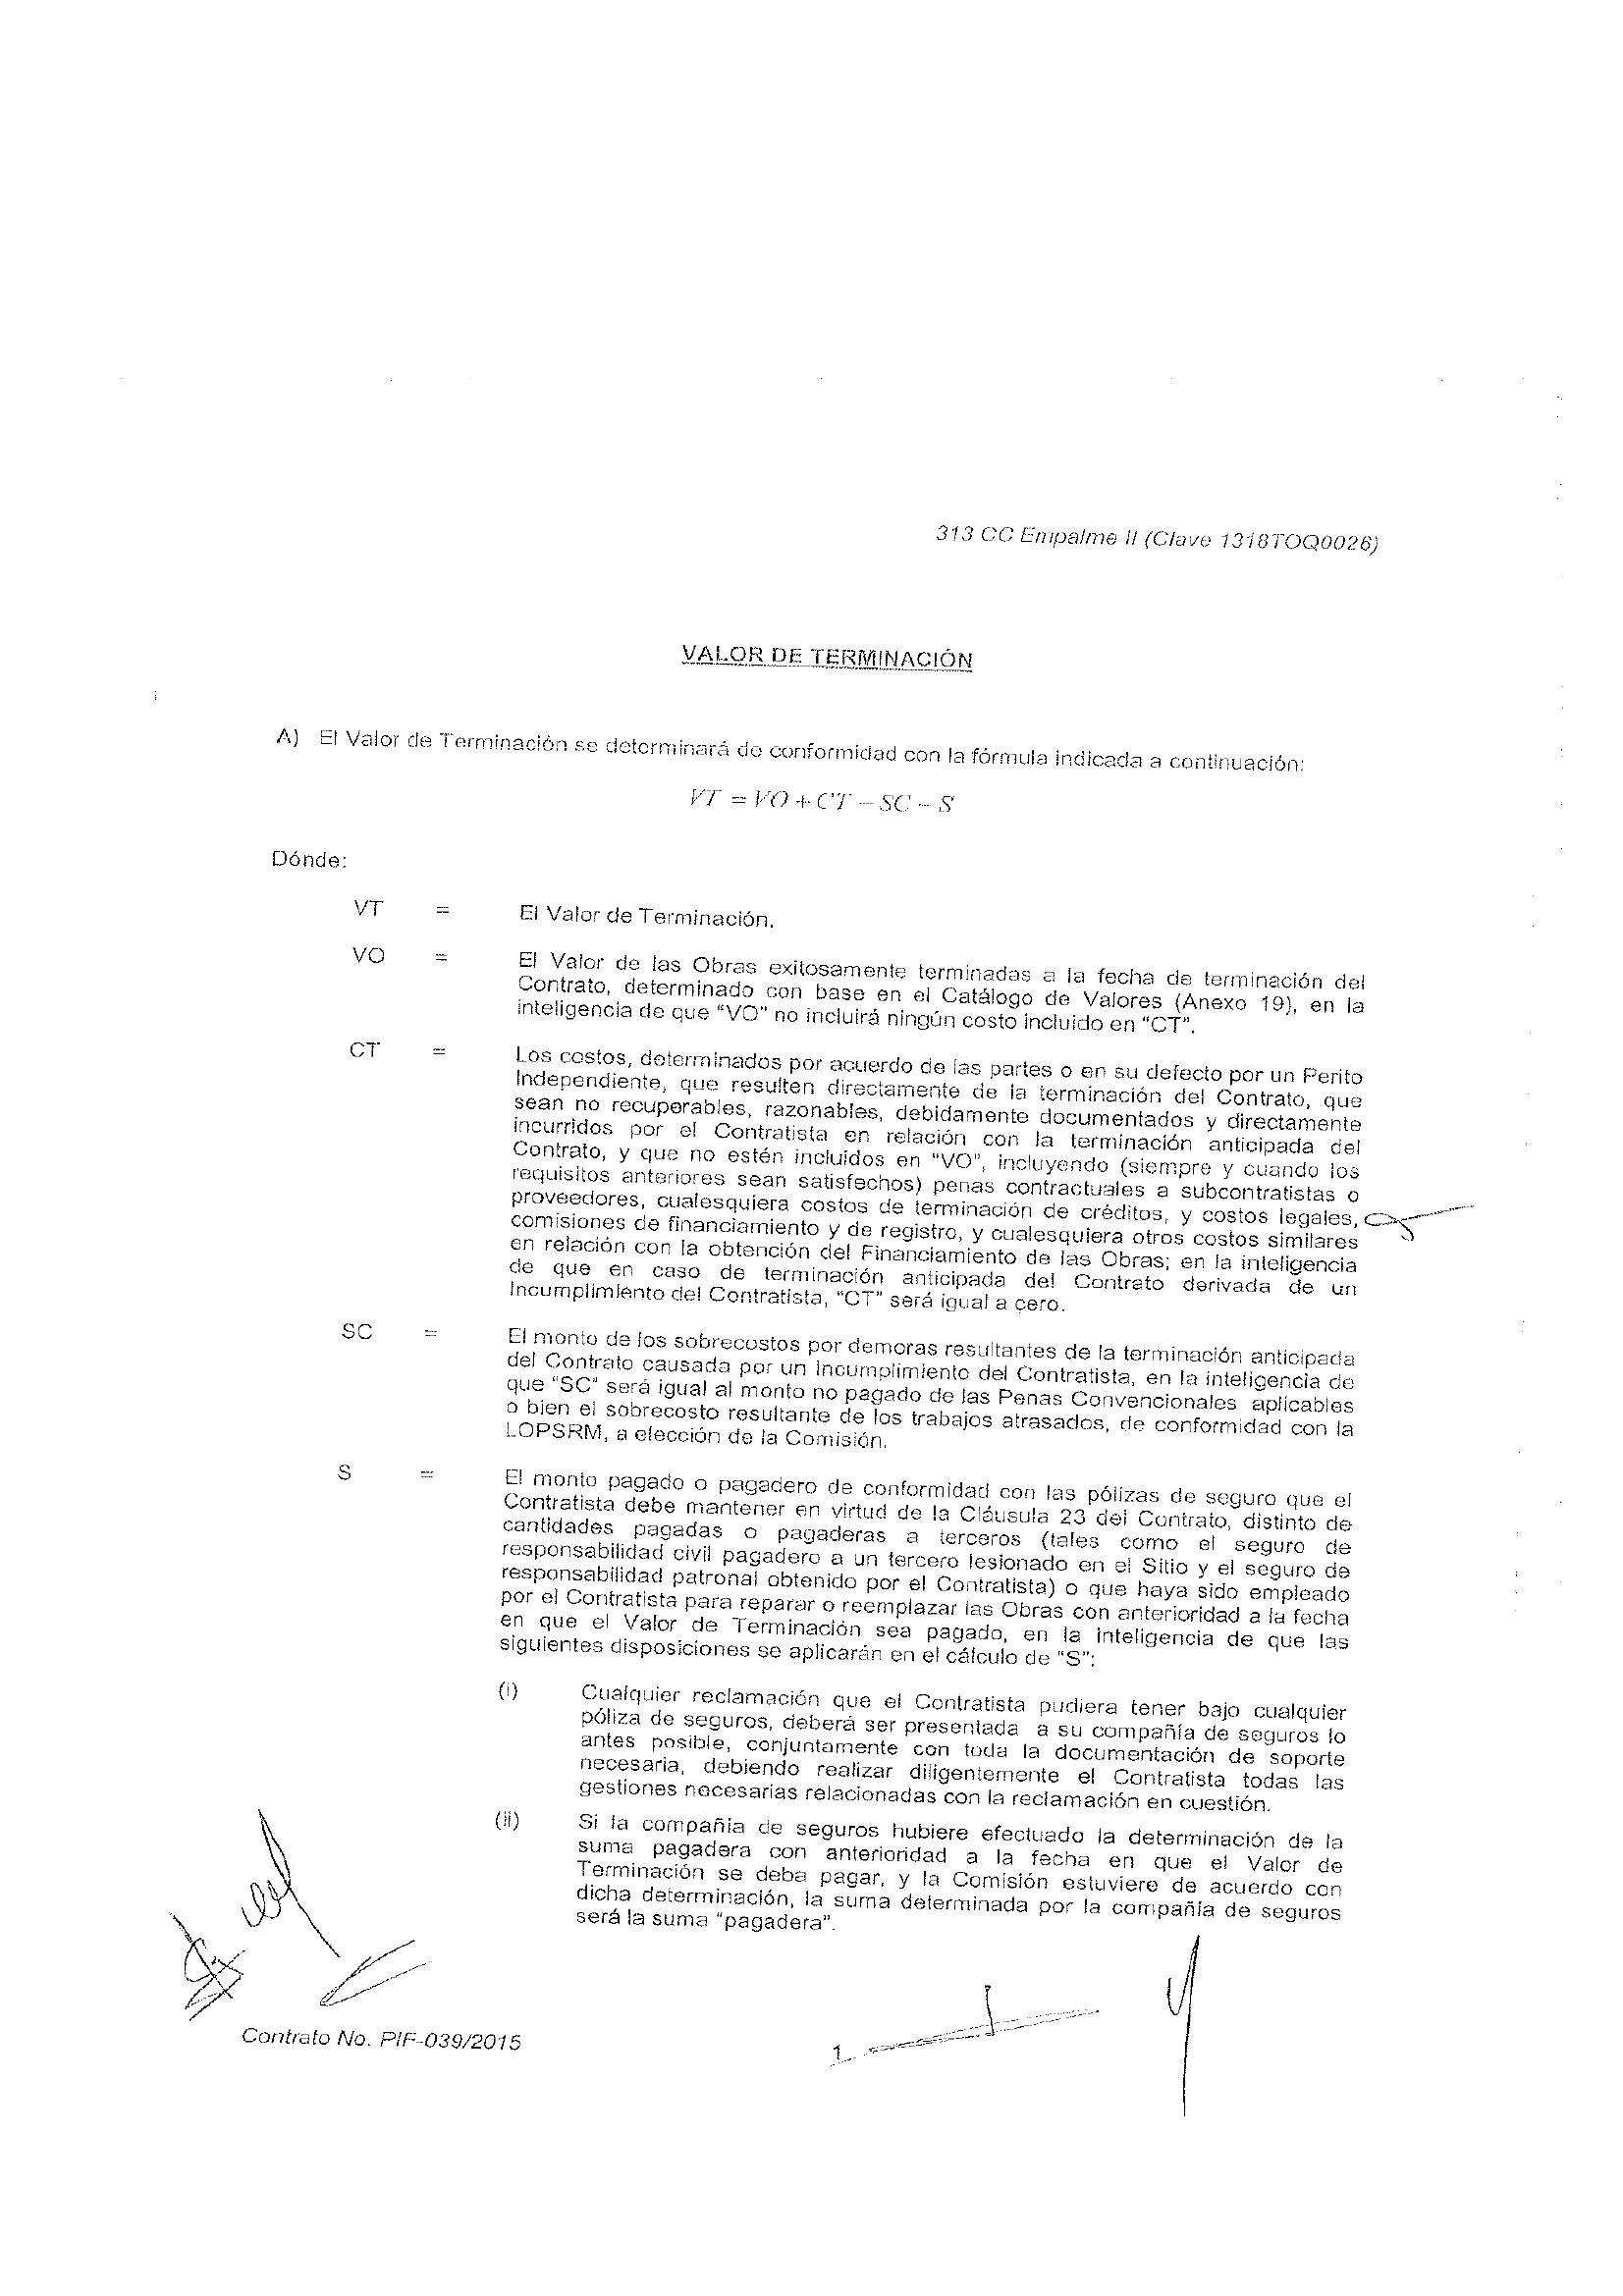 313 CC Empalme II (Clave 1318TOQ0026)
VALOR DE TERMINACIÓN
A) El Valor de Terminación se determinará de conformidad con la fórmula indicada a continuación:
VT = VO + CT – SC – S
Dónde:
VT = El Valor de Terminación.
VO = El Valor de las Obras exitosamente terminadas a la fecha de terminación del
Contrato, determinado con base en el Catálogo de Valores (Anexo 19), en la
inteligencia de que “VO” no incluirá ningún costo incluido en “CT”.
CT = Los costos, determinados por acuerdo de las partes o en su defecto por un Perito
Independiente, que resulten directamente de la terminación del Contrato, que
sean no recuperables, razonables, debidamente documentados y directamente
incurridos por el Contratista en relación con la terminación anticipada del
Contrato, y que no estén incluidos en “VO”, incluyendo (siempre y cuando los
requisitos anteriores sean satisfechos) penas contractuales a subcontratistas o
proveedores, cualesquiera costos de terminación de créditos, y costos legales,
comisiones de financiamiento y de registro, y cualesquiera otros costos similares
en relación con la obtención del Financiamiento de las Obras; en la inteligencia
de que en caso de terminación anticipada del Contrato derivada de un
Incumplimiento del Contratista, “CT” será igual a cero.
SC = El monto de los sobrecostos por demoras resultantes de la terminación anticipada
del Contrato causada por un Incumplimiento del Contratista, en la inteligencia de
que “SC” será igual al monto no pagado de las Penas Convencionales aplicables
o bien el sobrecosto resultante de los trabajos atrasados, de conformidad con la
LOPSRM, a elección de la Comisión.
S = El monto pagado o pagadero de conformidad con las pólizas de seguro que el
Contratista debe mantener en virtud de la Cláusula 23 del Contrato, distinto de
cantidades pagadas o pagaderas a terceros (tales como el seguro de
responsabilidad civil pagadero a un tercero lesionado en el Sitio y el seguro de
responsabilidad patronal obtenido por el Contratista) o que haya sido empleado
por el Contratista para reparar o reemplazar las Obras con anterioridad a la fecha
en que el Valor de Terminación sea pagado, en la inteligencia de que las
siguientes disposiciones se aplicarán en el cálculo de “S”:
(i) Cualquier reclamación que el Contratista pudiera tener bajo cualquier
póliza de seguros, deberá ser presentada a su compañía de seguros lo
antes posible, conjuntamente con toda la documentación de soporte
necesaria, debiendo realizar diligentemente el Contratista todas las
gestiones necesarias relacionadas con la reclamación en cuestión.
(ii) Si la compañía de seguros hubiere efectuado la determinación de la
suma pagadera con anterioridad a la fecha en que el Valor de
Terminación se deba pagar, y la Comisión estuviere de acuerdo con
dicha determinación, la suma determinada por la compañía de seguros
será la suma “pagadera”.
Contrato No. PIF-039/2015
1